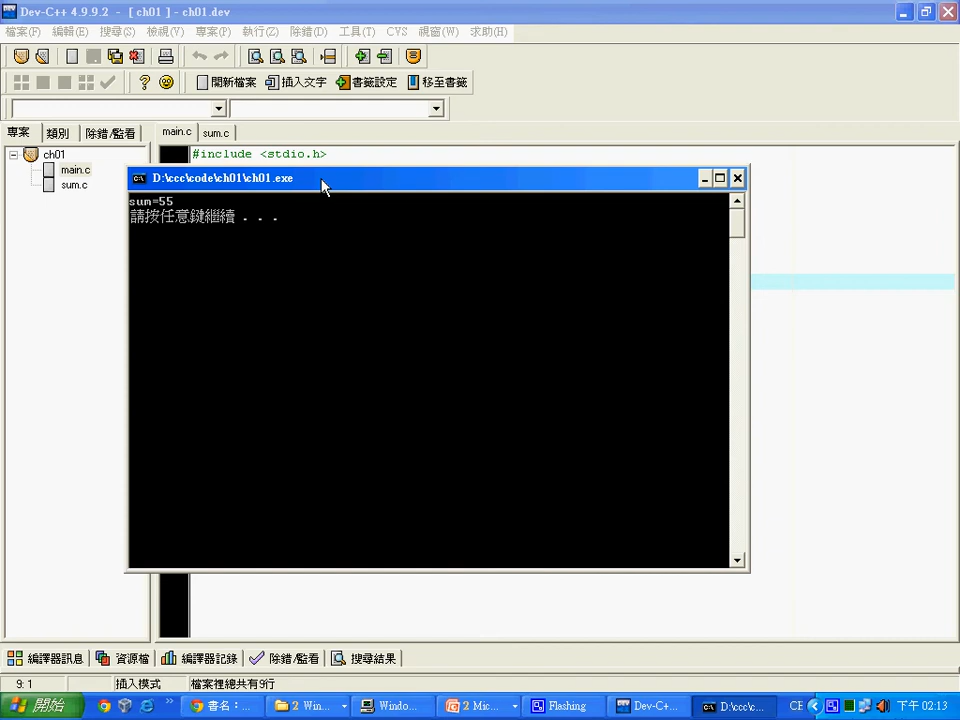 Dev-C++ 4.9.9.2 - [ ch01 ] - ch01.dev
檔案(F) 編輯(E) 搜尋(S) 檢視(V) 專案(P) 執行(Z) 除錯(D) 工具(T) CVS 視窗(W) 求助(H)
開新檔案 插入文字 書籤設定 移至書籤
專案 類別 除錯/監看 main.c sum.c
ch01
main.c
sum.c
#include <stdio.h>
D:\ccc\code\ch01\ch01.exe
sum=55
請按任意鍵繼續 . . .
編譯器訊息 資源檔 編譯器記錄 除錯/監看 搜尋結果
9: 1 插入模式 檔案裡總共有9行
開始 書名：... 2 Win... Windo... 2 Mic... Flashing Dev-C+... D:\ccc\c... CH 下午 02:13